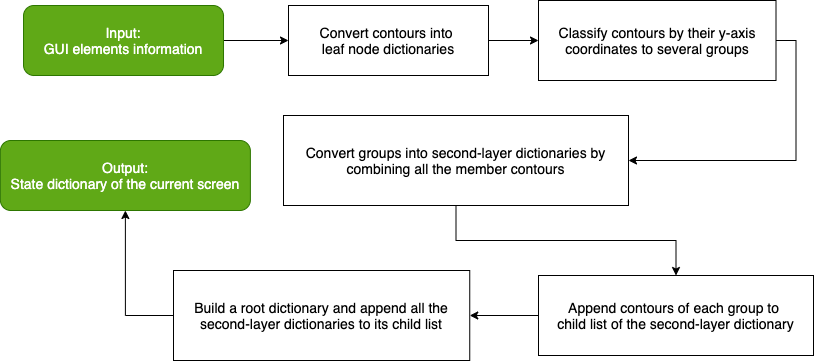 Input:
GUI elements information
Convert contours into
leaf node dictionaries
Classify contours by their y-axis
coordinates to several groups
Convert groups into second-layer dictionaries by
combining all the member contours
Output:
State dictionary of the current screen
Append contours of each group to
child list of the second-layer dictionary
Build a root dictionary and append all the
second-layer dictionaries to its child list